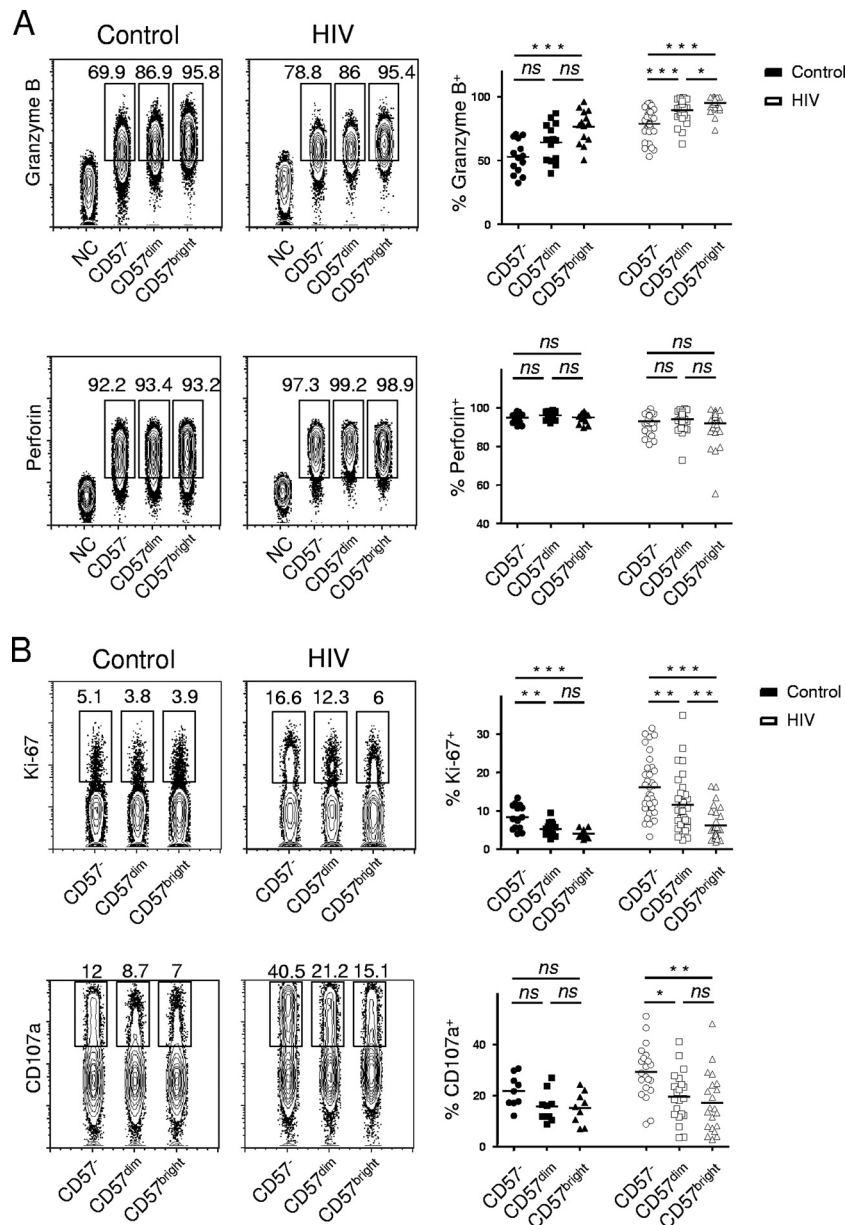 A
Control HIV
Granzyme B
69.9 86.9 95.8
78.8 86 95.4
NC CD57- CD57dim CD57bright
NC CD57- CD57dim CD57bright
% Granzyme B+
100
50
0
* * *
ns ns
* * *
* * * *
CD57- CD57dim CD57bright
CD57- CD57dim CD57bright
Control
HIV
Perforin
92.2 93.4 93.2
97.3 99.2 98.9
NC CD57- CD57dim CD57bright
NC CD57- CD57dim CD57bright
% Perforin+
100
80
60
40
ns
ns ns
ns
ns ns
CD57- CD57dim CD57bright
CD57- CD57dim CD57bright
B
Control HIV
Ki-67
5.1 3.8 3.9
16.6 12.3 6
CD57- CD57dim CD57bright
CD57- CD57dim CD57bright
% Ki-67+
30
20
10
0
* * *
* * ns
* * *
* * * *
CD57- CD57dim CD57bright
CD57- CD57dim CD57bright
Control
HIV
CD107a
12 8.7 7
40.5 21.2 15.1
CD57- CD57dim CD57bright
CD57- CD57dim CD57bright
% CD107a+
40
20
0
ns
ns ns
* *
* ns
CD57- CD57dim CD57bright
CD57- CD57dim CD57bright